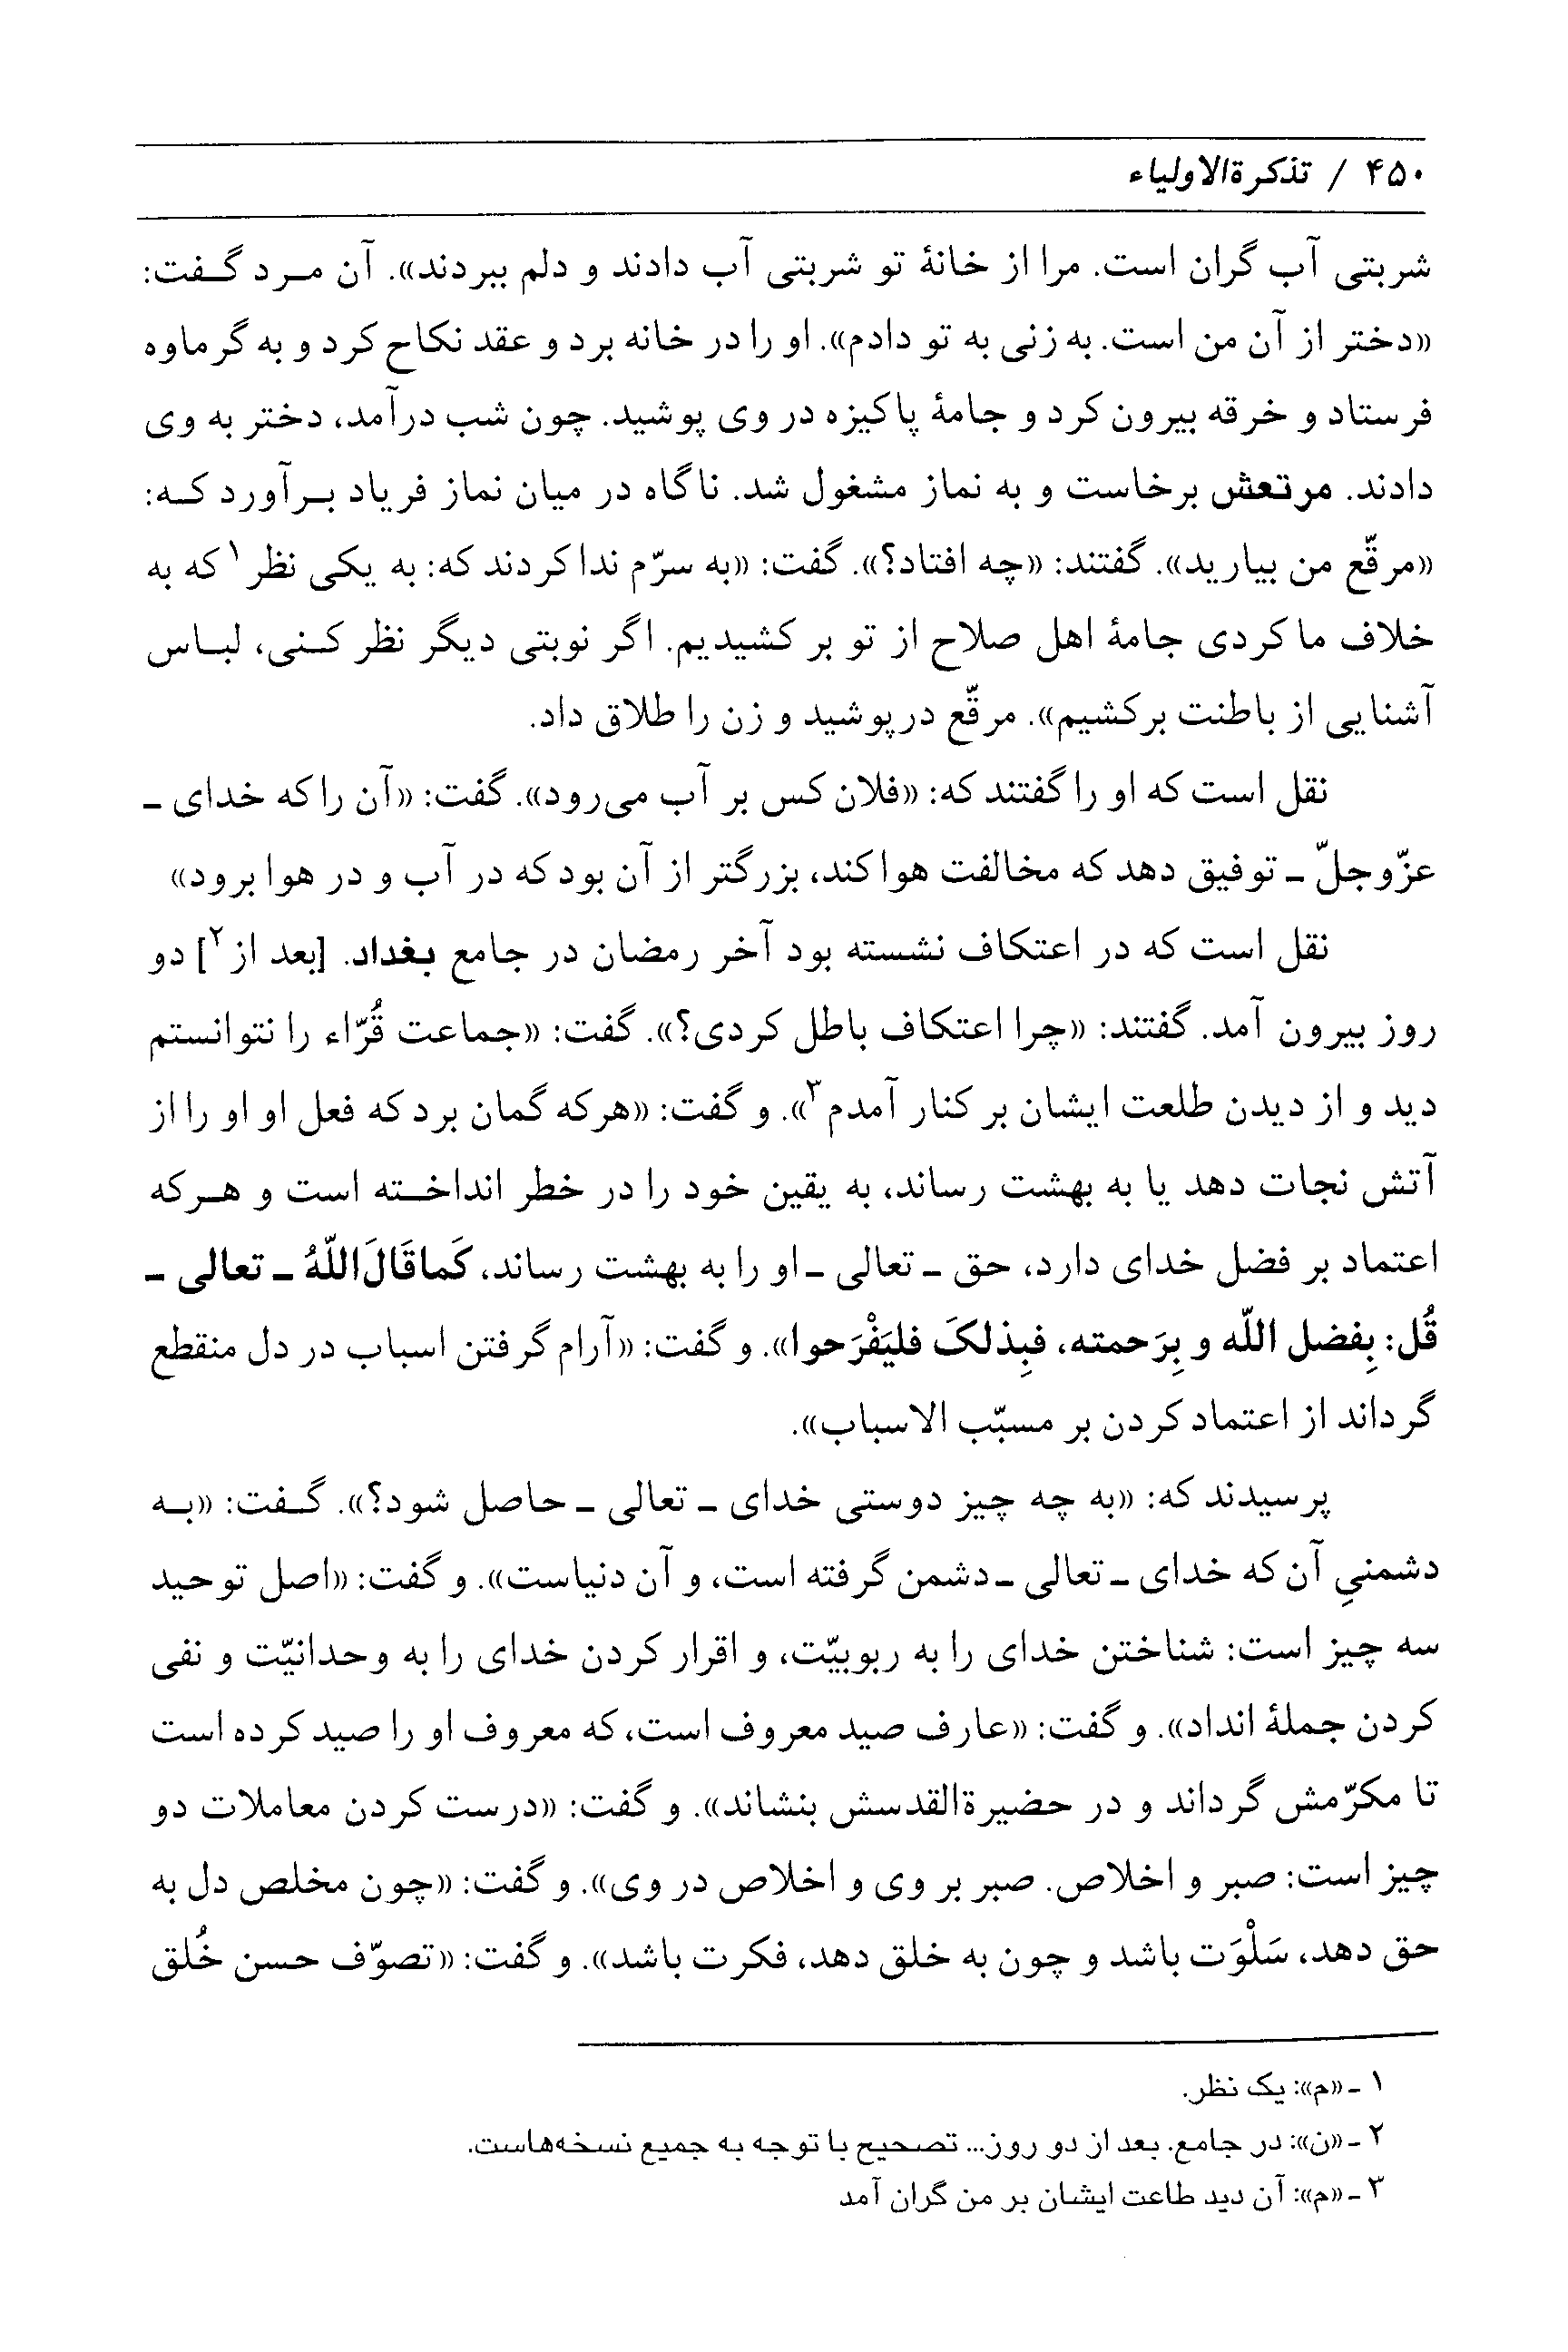 ۴۵۰ / تذکرةالاولیاء
شربتی آب گران است. مرا از خانهٔ تو شربتی آب دادند و دلم ببردند». آن مرد گفت:
«دختر از آن من است. به زنی به تو دادم». او را در خانه برد و عقد نکاح کرد و به گرماوه
فرستاد و خرقه بیرون کرد و جامهٔ پاکیزه در وی پوشید. چون شب درآمد، دختر به وی
دادند. مرتعش برخاست و به نماز مشغول شد. ناگاه در میان نماز فریاد برآورد که:
«مرقّع من بیارید». گفتند: «چه افتاد؟». گفت: «به سرّم ندا کردند که: به یکی نظر۱ که به
خلاف ما کردی جامهٔ اهل صلاح از تو بر کشیدیم. اگر نوبتی دیگر نظر کنی، لباس
آشنایی از باطنت برکشیم». مرقّع درپوشید و زن را طلاق داد.
نقل است که او را گفتند که: «فلان کس بر آب می‌رود». گفت: «آن را که خدای ـ
عزّوجلّ ـ توفیق دهد که مخالفت هوا کند، بزرگتر از آن بود که در آب و در هوا برود»
نقل است که در اعتکاف نشسته بود آخر رمضان در جامع بغداد. [بعد از۲] دو
روز بیرون آمد. گفتند: «چرا اعتکاف باطل کردی؟». گفت: «جماعت قُرّاء را نتوانستم
دید و از دیدن طلعت ایشان بر کنار آمدم۳». و گفت: «هرکه گمان برد که فعل او او را از
آتش نجات دهد یا به بهشت رساند، به یقین خود را در خطر انداخته است و هرکه
اعتماد بر فضل خدای دارد، حق ـ تعالی ـ او را به بهشت رساند، کَما قَالَ اللّهُ ـ تعالی ـ
قُل: بِفضل اللّه و بِرَحمته، فبِذلکَ فلیَفْرَحوا». و گفت: «آرام گرفتن اسباب در دل منقطع
گرداند از اعتماد کردن بر مسبّب الاسباب».
پرسیدند که: «به چه چیز دوستی خدای ـ تعالی ـ حاصل شود؟». گفت: «به
دشمنیِ آن که خدای ـ تعالی ـ دشمن گرفته است، و آن دنیاست». و گفت: «اصل توحید
سه چیز است: شناختن خدای را به ربوبیّت، و اقرار کردن خدای را به وحدانیّت و نفی
کردن جملهٔ انداد». و گفت: «عارف صید معروف است، که معروف او را صید کرده است
تا مکرّمش گرداند و در حضیرةالقدسش بنشاند». و گفت: «درست کردن معاملات دو
چیز است: صبر و اخلاص. صبر بر وی و اخلاص در وی». و گفت: «چون مخلص دل به
حق دهد، سَلْوَت باشد و چون به خلق دهد، فکرت باشد». و گفت: «تصوّف حسن خُلق
۱ ـ «م»: یک نظر.
۲ ـ «ن»: در جامع. بعد از دو روز... تصحیح با توجه به جمیع نسخه‌هاست.
۳ ـ «م»: آن دید طاعت ایشان بر من گران آمد